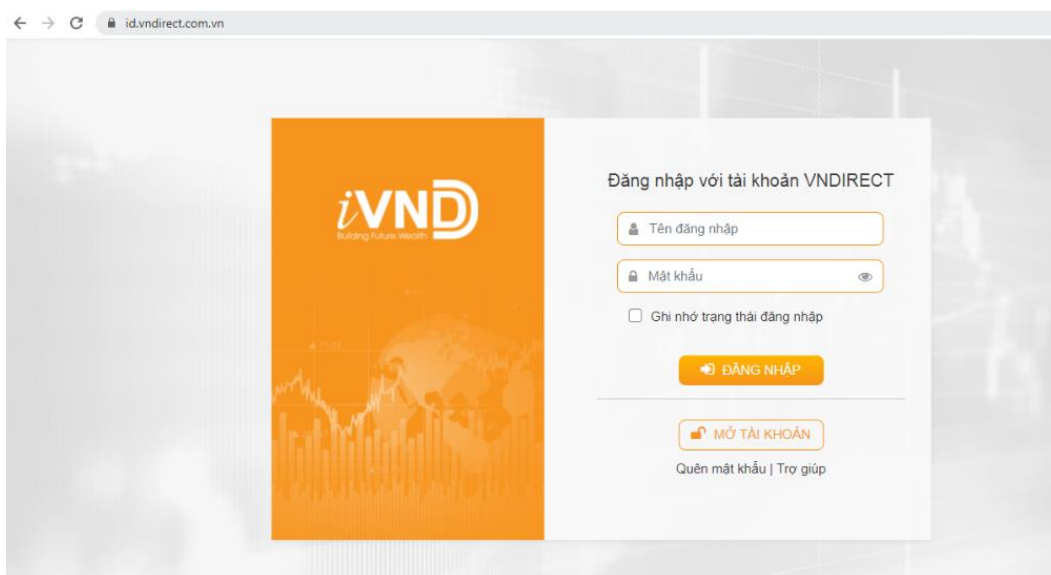 id.vndirect.com.vn
iVND
Building Future Wealth
Đăng nhập với tài khoản VNDIRECT
Tên đăng nhập
Mật khẩu
Ghi nhớ trạng thái đăng nhập
ĐĂNG NHẬP
MỞ TÀI KHOẢN
Quên mật khẩu | Trợ giúp